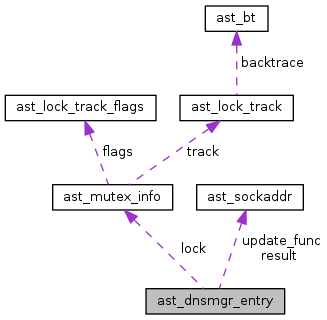 ast_bt
backtrace
ast_lock_track_flags
ast_lock_track
flags
track
ast_mutex_info
ast_sockaddr
lock
update_func
result
ast_dnsmgr_entry